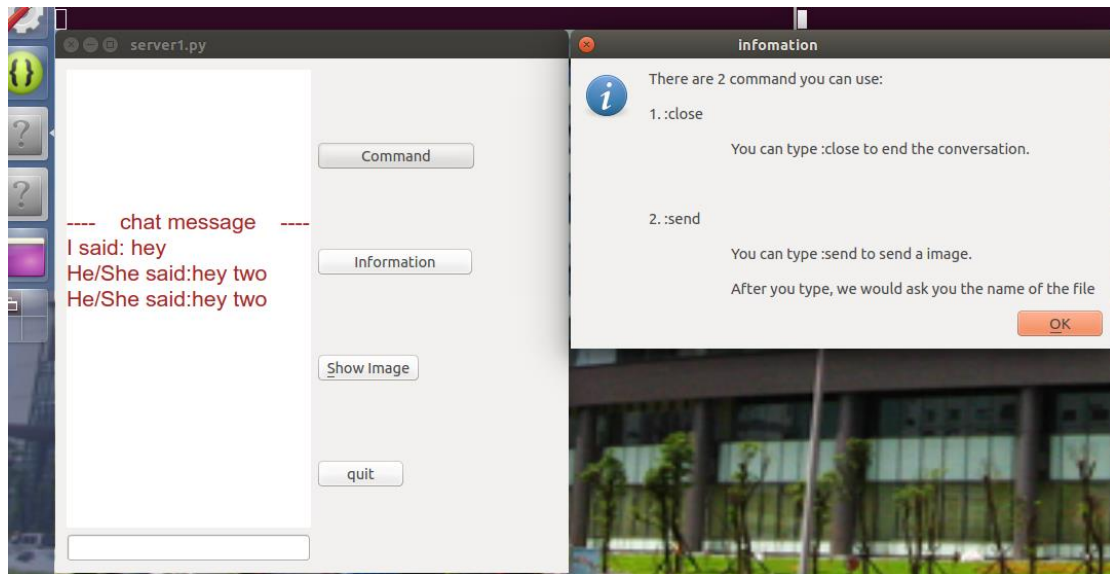 server1.py
---- chat message ----
I said: hey
He/She said:hey two
He/She said:hey two
Command
Information
Show Image
quit
infomation
There are 2 command you can use:
1. :close
You can type :close to end the conversation.
2. :send
You can type :send to send a image.
After you type, we would ask you the name of the file
OK